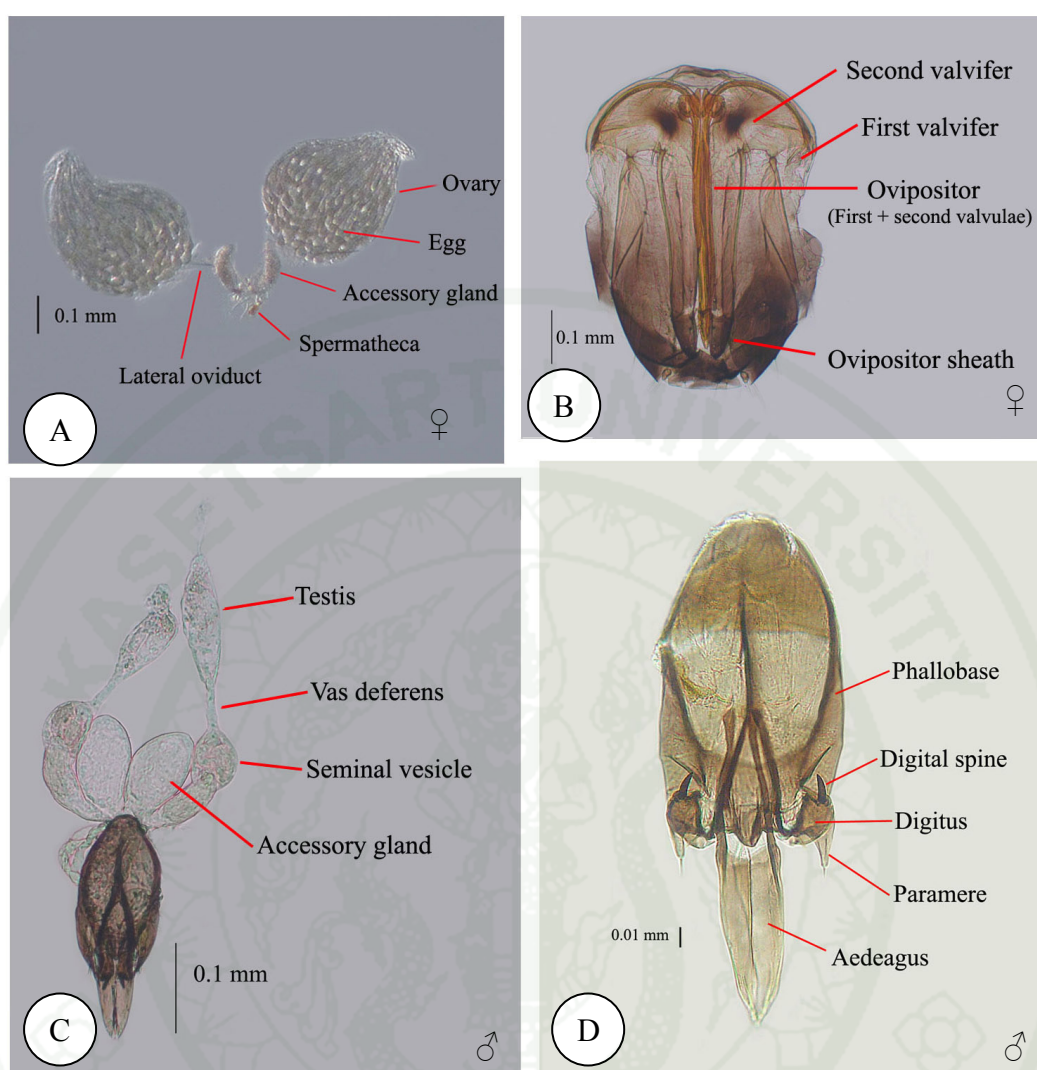 Ovary
Egg
Accessory gland
Spermatheca
Lateral oviduct
0.1 mm
A
♀
Second valvifer
First valvifer
Ovipositor
(First + second valvulae)
Ovipositor sheath
0.1 mm
B
♀
Testis
Vas deferens
Seminal vesicle
Accessory gland
0.1 mm
C
♂
Phallobase
Digital spine
Digitus
Paramere
Aedeagus
0.01 mm
D
♂
KASETSART UNIVERSITY